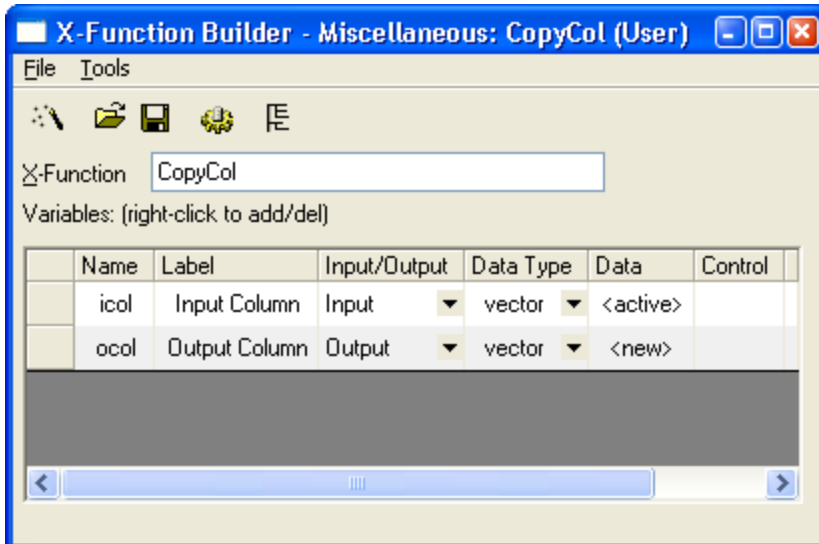 X-Function Builder - Miscellaneous: CopyCol (User)
File Tools
X-Function CopyCol
Variables: (right-click to add/del)
Name Label Input/Output Data Type Data Control
icol Input Column Input vector <active>
ocol Output Column Output vector <new>